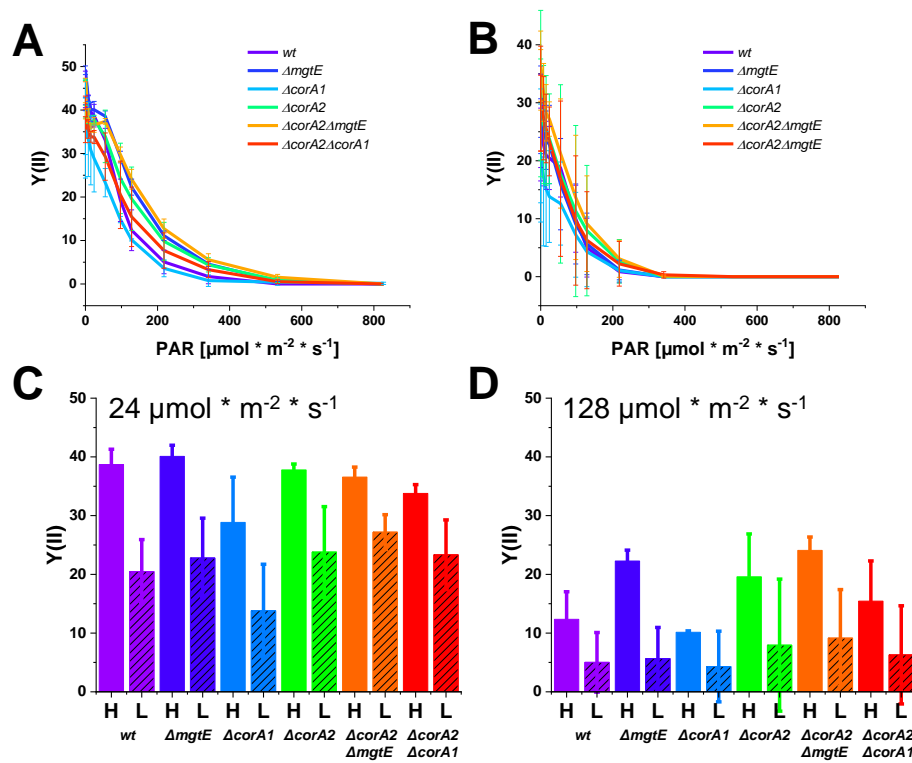 A
50
40
30
20
10
0
Y(II)
wt
ΔmgtE
ΔcorA1
ΔcorA2
ΔcorA2ΔmgtE
ΔcorA2ΔcorA1
0 200 400 600 800
PAR [µmol * m-2 * s-1]
B
40
30
20
10
0
Y(II)
wt
ΔmgtE
ΔcorA1
ΔcorA2
ΔcorA2ΔmgtE
ΔcorA2ΔmgtE
0 200 400 600 800
PAR [µmol * m-2 * s-1]
C
24 µmol * m-2 * s-1
50
40
30
20
10
0
Y(II)
H L H L H L H L H L H L
wt ΔmgtE ΔcorA1 ΔcorA2 ΔcorA2 ΔcorA2
ΔmgtE ΔcorA1
D
128 µmol * m-2 * s-1
50
40
30
20
10
0
Y(II)
H L H L H L H L H L H L
wt ΔmgtE ΔcorA1 ΔcorA2 ΔcorA2 ΔcorA2
ΔmgtE ΔcorA1